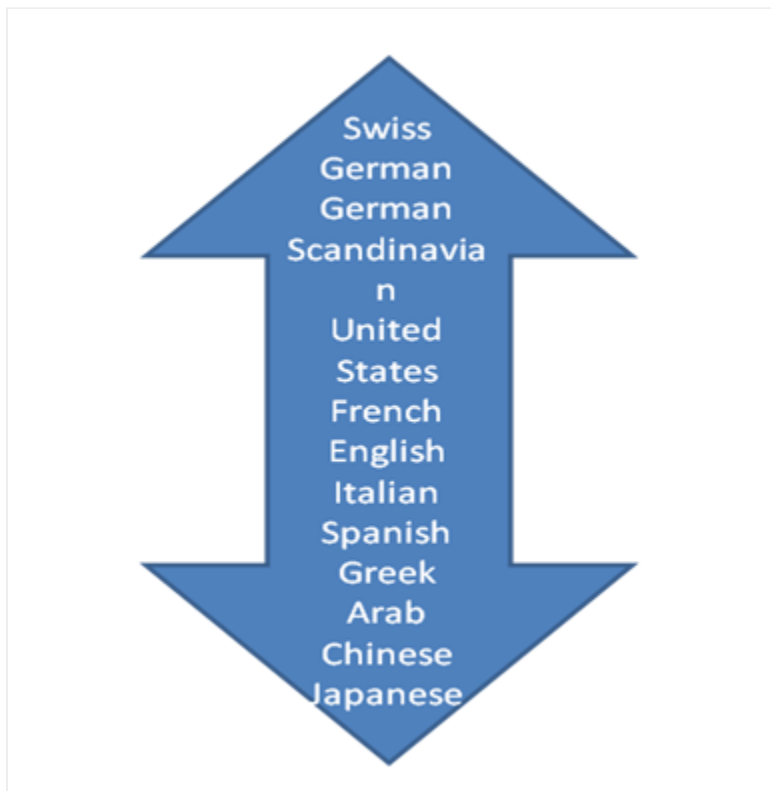 Swiss
German
German
Scandinavia
n
United
States
French
English
Italian
Spanish
Greek
Arab
Chinese
Japanese